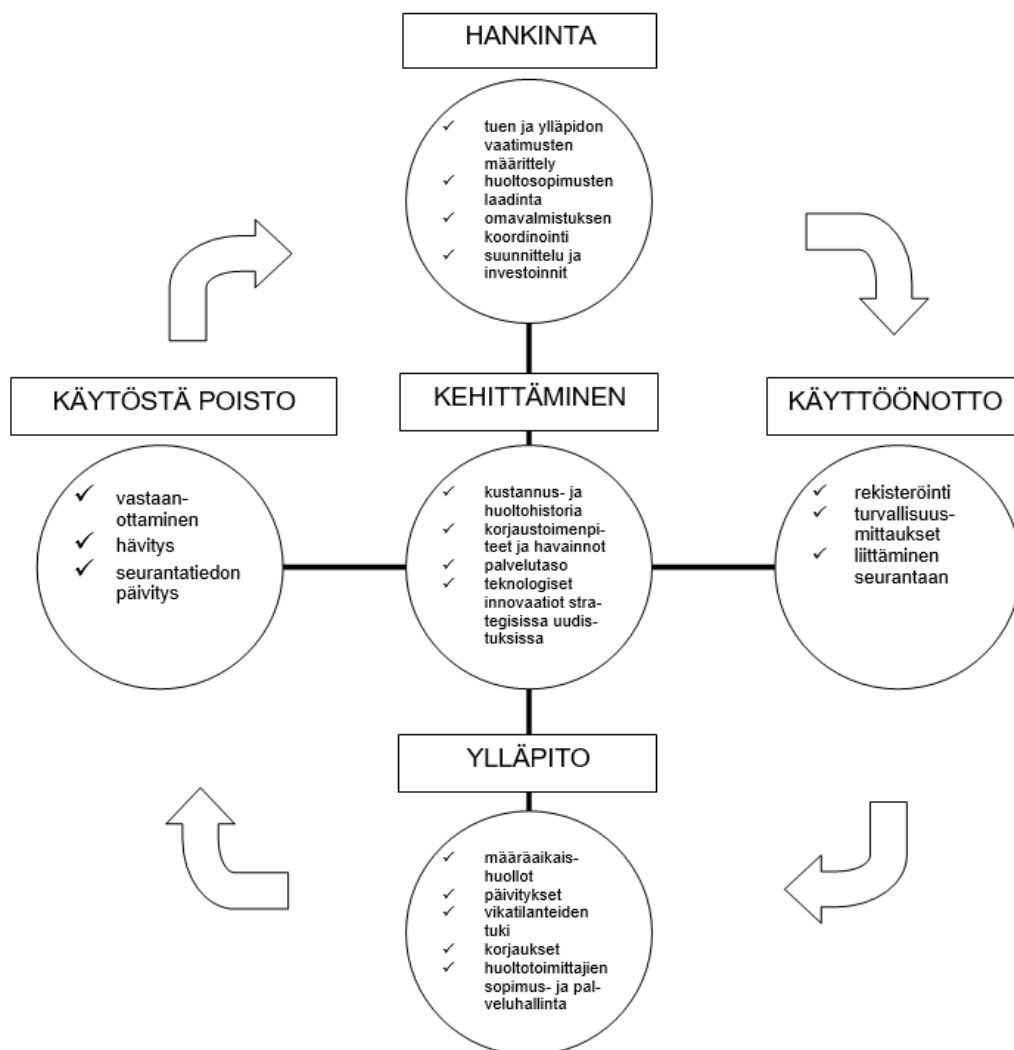 HANKINTA
✓ tuen ja ylläpidon
vaatimusten
määrittely
✓ huoltosopimusten
laadinta
✓ omavalmistuksen
koordinointi
✓ suunnittelu ja
investoinnit
KÄYTÖSTÄ POISTO
✓ vastaan-
ottaminen
✓ hävitys
✓ seurantatiedon
päivitys
KEHITTÄMINEN
✓ kustannus- ja
huoltohistoria
✓ korjaustoimenpi-
teet ja havainnot
✓ palvelutaso
✓ teknologiset
innovaatiot stra-
tegisissa uudis-
tuksissa
KÄYTTÖÖNOTTO
✓ rekisteröinti
✓ turvallisuus-
mittaukset
✓ liittäminen
seurantaan
YLLÄPITO
✓ määräaikais-
huollot
✓ päivitykset
✓ vikatilanteiden
tuki
✓ korjaukset
✓ huoltotoimittajien
sopimus- ja pal-
veluhallinta